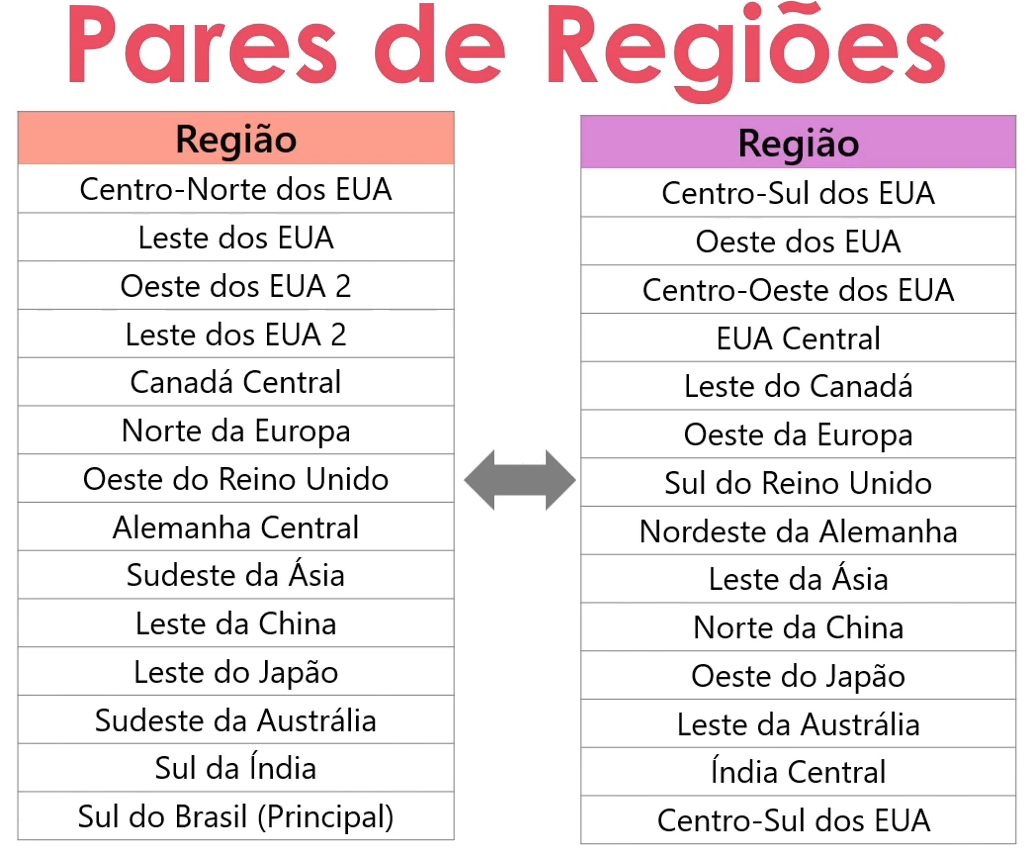 Pares de Regiões
Região
Centro-Norte dos EUA
Leste dos EUA
Oeste dos EUA 2
Leste dos EUA 2
Canadá Central
Norte da Europa
Oeste do Reino Unido
Alemanha Central
Sudeste da Ásia
Leste da China
Leste do Japão
Sudeste da Austrália
Sul da Índia
Sul do Brasil (Principal)
Região
Centro-Sul dos EUA
Oeste dos EUA
Centro-Oeste dos EUA
EUA Central
Leste do Canadá
Oeste da Europa
Sul do Reino Unido
Nordeste da Alemanha
Leste da Ásia
Norte da China
Oeste do Japão
Leste da Austrália
Índia Central
Centro-Sul dos EUA